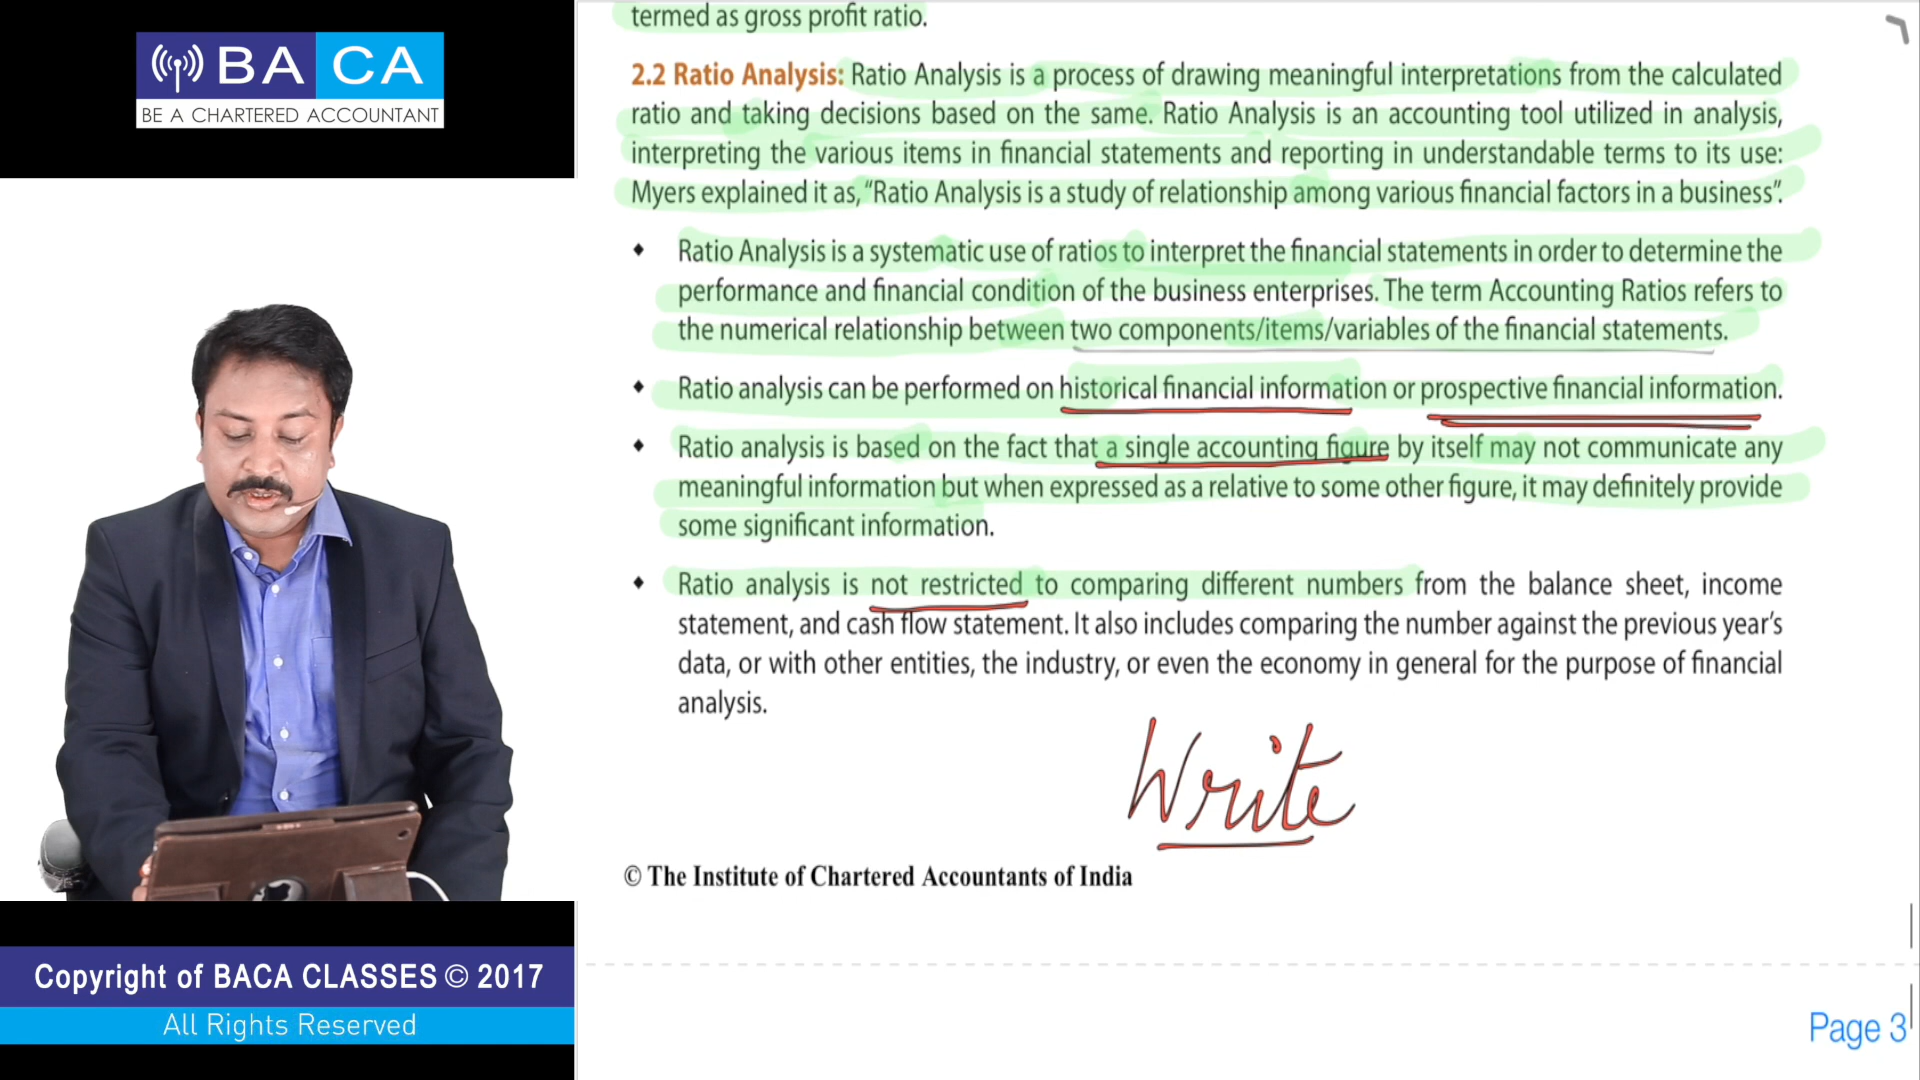 BA CA
BE A CHARTERED ACCOUNTANT
termed as gross profit ratio.
2.2 Ratio Analysis: Ratio Analysis is a process of drawing meaningful interpretations from the calculated
ratio and taking decisions based on the same. Ratio Analysis is an accounting tool utilized in analysis,
interpreting the various items in financial statements and reporting in understandable terms to its use:
Myers explained it as, “Ratio Analysis is a study of relationship among various financial factors in a business”.
♦ Ratio Analysis is a systematic use of ratios to interpret the financial statements in order to determine the
performance and financial condition of the business enterprises. The term Accounting Ratios refers to
the numerical relationship between two components/items/variables of the financial statements.
♦ Ratio analysis can be performed on historical financial information or prospective financial information.
♦ Ratio analysis is based on the fact that a single accounting figure by itself may not communicate any
meaningful information but when expressed as a relative to some other figure, it may definitely provide
some significant information.
♦ Ratio analysis is not restricted to comparing different numbers from the balance sheet, income
statement, and cash flow statement. It also includes comparing the number against the previous year’s
data, or with other entities, the industry, or even the economy in general for the purpose of financial
analysis.
Write
© The Institute of Chartered Accountants of India
Copyright of BACA CLASSES © 2017
All Rights Reserved
Page 3